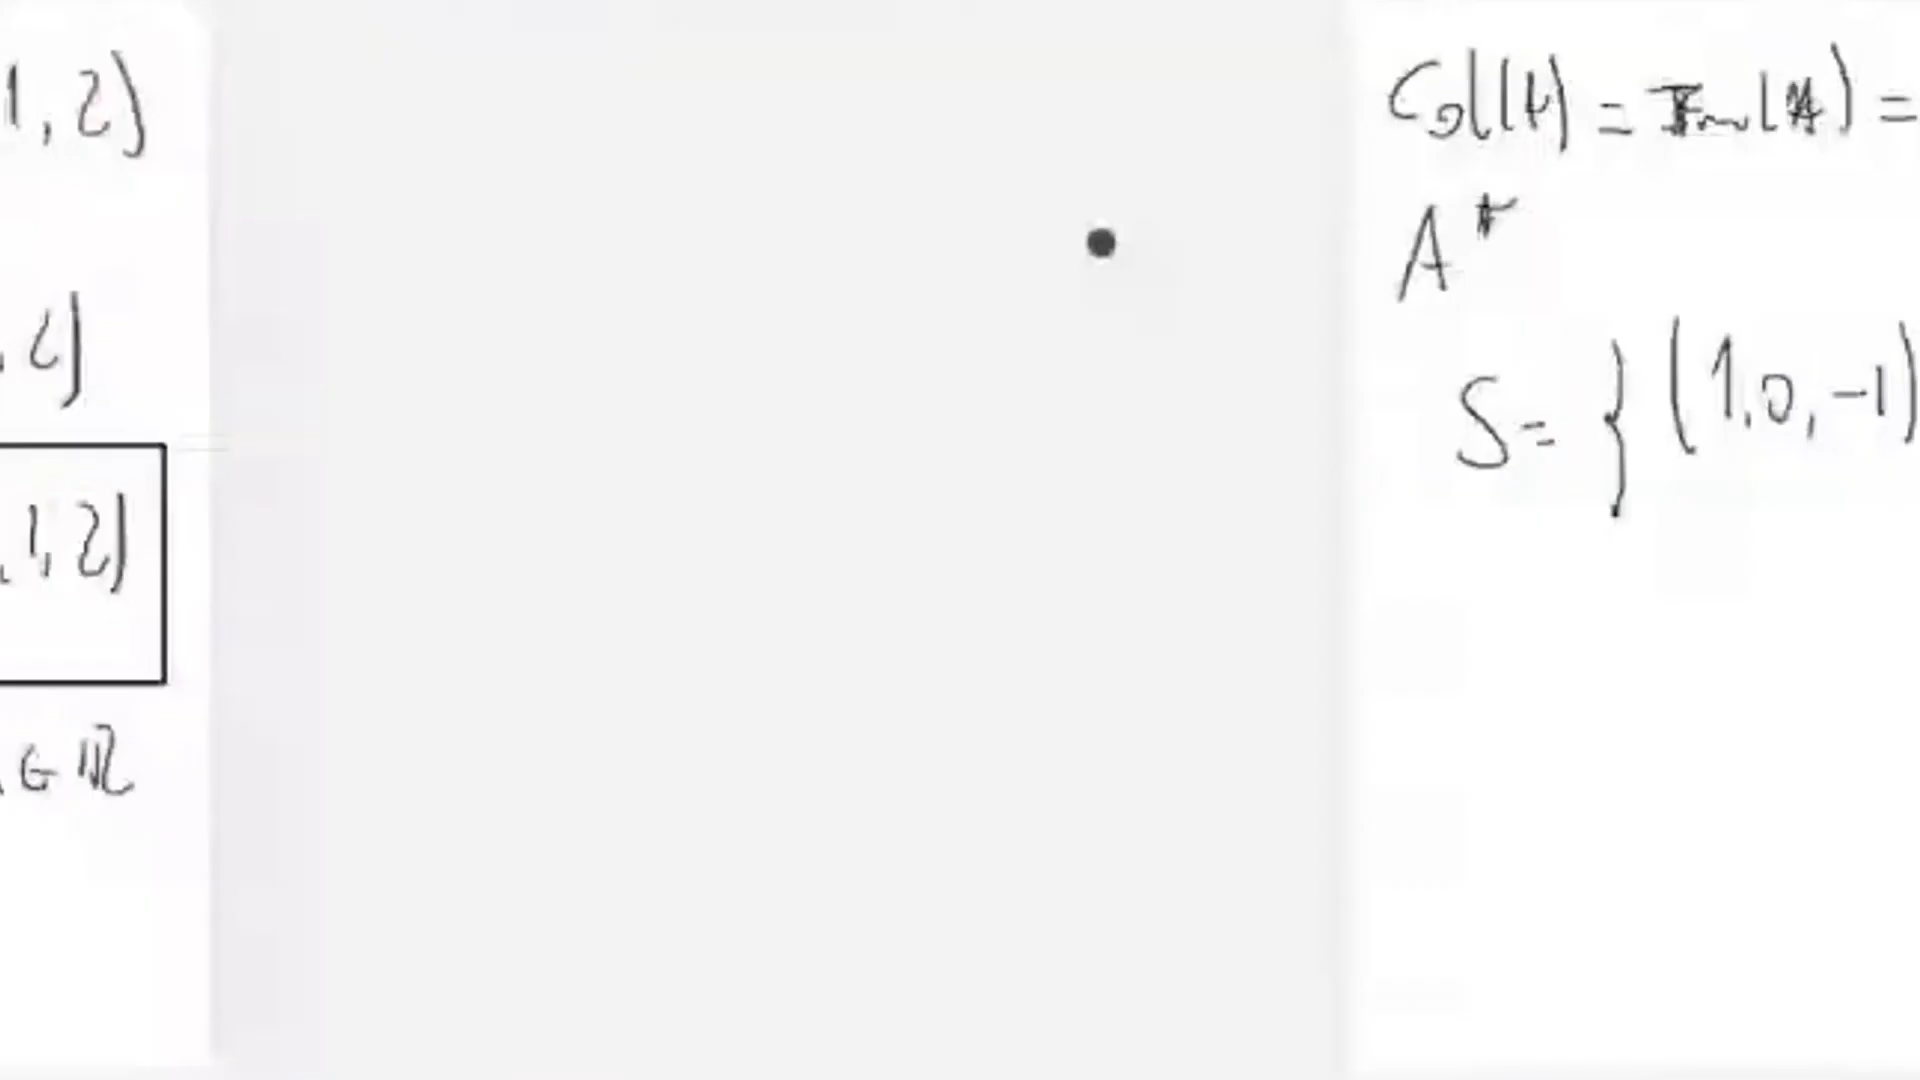 1, 2)
, 2)
, 1, 2)
∈ ℝ
Col(A) = Im(A) =
A*
S = { (1, 0, -1)